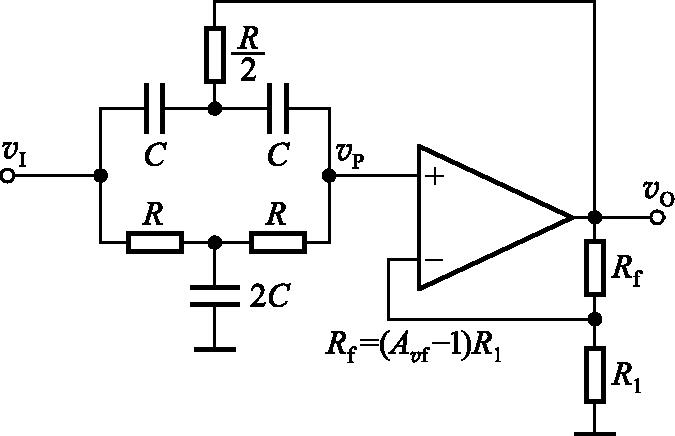 R/2
C C
v_I
v_P
+
v_O
R R
−
R_f
2C
R_f=(A_vf−1)R_1
R_1